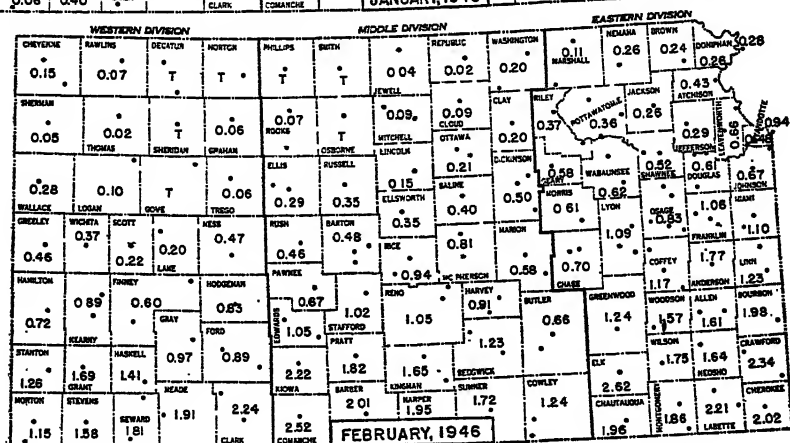 0.06 0.40 CLARK COMANCHE JANUARY, 1946
WESTERN DIVISION MIDDLE DIVISION EASTERN DIVISION
CHEYENNE RAWLINS DECATUR NORTON PHILLIPS SMITH REPUBLIC WASHINGTON NEMAHA BROWN DONIPHAN 0.28
0.15 0.07 T T T T 0.04 0.02 0.20 0.11 0.26 0.24 0.26
JEWELL MARSHALL
SHERMAN CLAY RILEY POTTAWATOMIE JACKSON 0.43 ATCHISON
0.05 0.02 T 0.06 0.07 T 0.09 0.09 0.20 0.37 0.36 0.26 0.29 0.66 0.94
THOMAS SHERIDAN GRAHAM ROCKS OSBORNE MITCHELL CLOUD JEFFERSON LEAVENWORTH WYANDOTTE
ELLIS RUSSELL LINCOLN OTTAWA DICKINSON
0.28 0.10 T 0.06 0.29 0.35 0.15 0.21 0.50 0.58 0.62 0.52 0.61 0.67
WALLACE LOGAN GOVE TREGO ELLSWORTH SALINE GEARY WABAUNSEE SHAWNEE DOUGLAS JOHNSON
0.35 0.40 MORRIS 0.61 LYON 1.09 OSAGE 0.83 1.06 FRANKLIN MIAMI 1.10
GREELEY WICHITA SCOTT NESS RUSH BARTON RICE MARION
0.46 0.37 0.22 0.20 0.47 0.46 0.48 0.94 0.81 0.58 0.70
LANE MC PHERSON CHASE
HAMILTON FINNEY HODGEMAN PAWNEE RENO HARVEY BUTLER COFFEY 1.77 LINN
0.72 0.89 0.60 0.83 0.67 1.02 1.05 0.91 0.66 1.17 ANDERSON 1.23
KEARNY GRAY FORD EDWARDS 1.05 STAFFORD GREENWOOD WOODSON ALLEN BOURBON
0.97 0.89 1.23 1.24 1.57 1.61 1.98
STANTON HASKELL PRATT SEDGWICK WILSON CRAWFORD
1.26 1.69 1.41 2.22 1.82 1.65 ELK 2.62 1.75 1.64 2.34
GRANT MEADE KIOWA BARBER KINGMAN SUMNER COWLEY NEOSHO
MORTON STEVENS SEWARD HARPER CHAUTAUQUA MONTGOMERY CHEROKEE
1.15 1.58 1.81 1.91 2.24 2.52 2.01 1.95 1.72 1.24 1.96 1.86 2.21 2.02
CLARK COMANCHE LABETTE
FEBRUARY, 1946